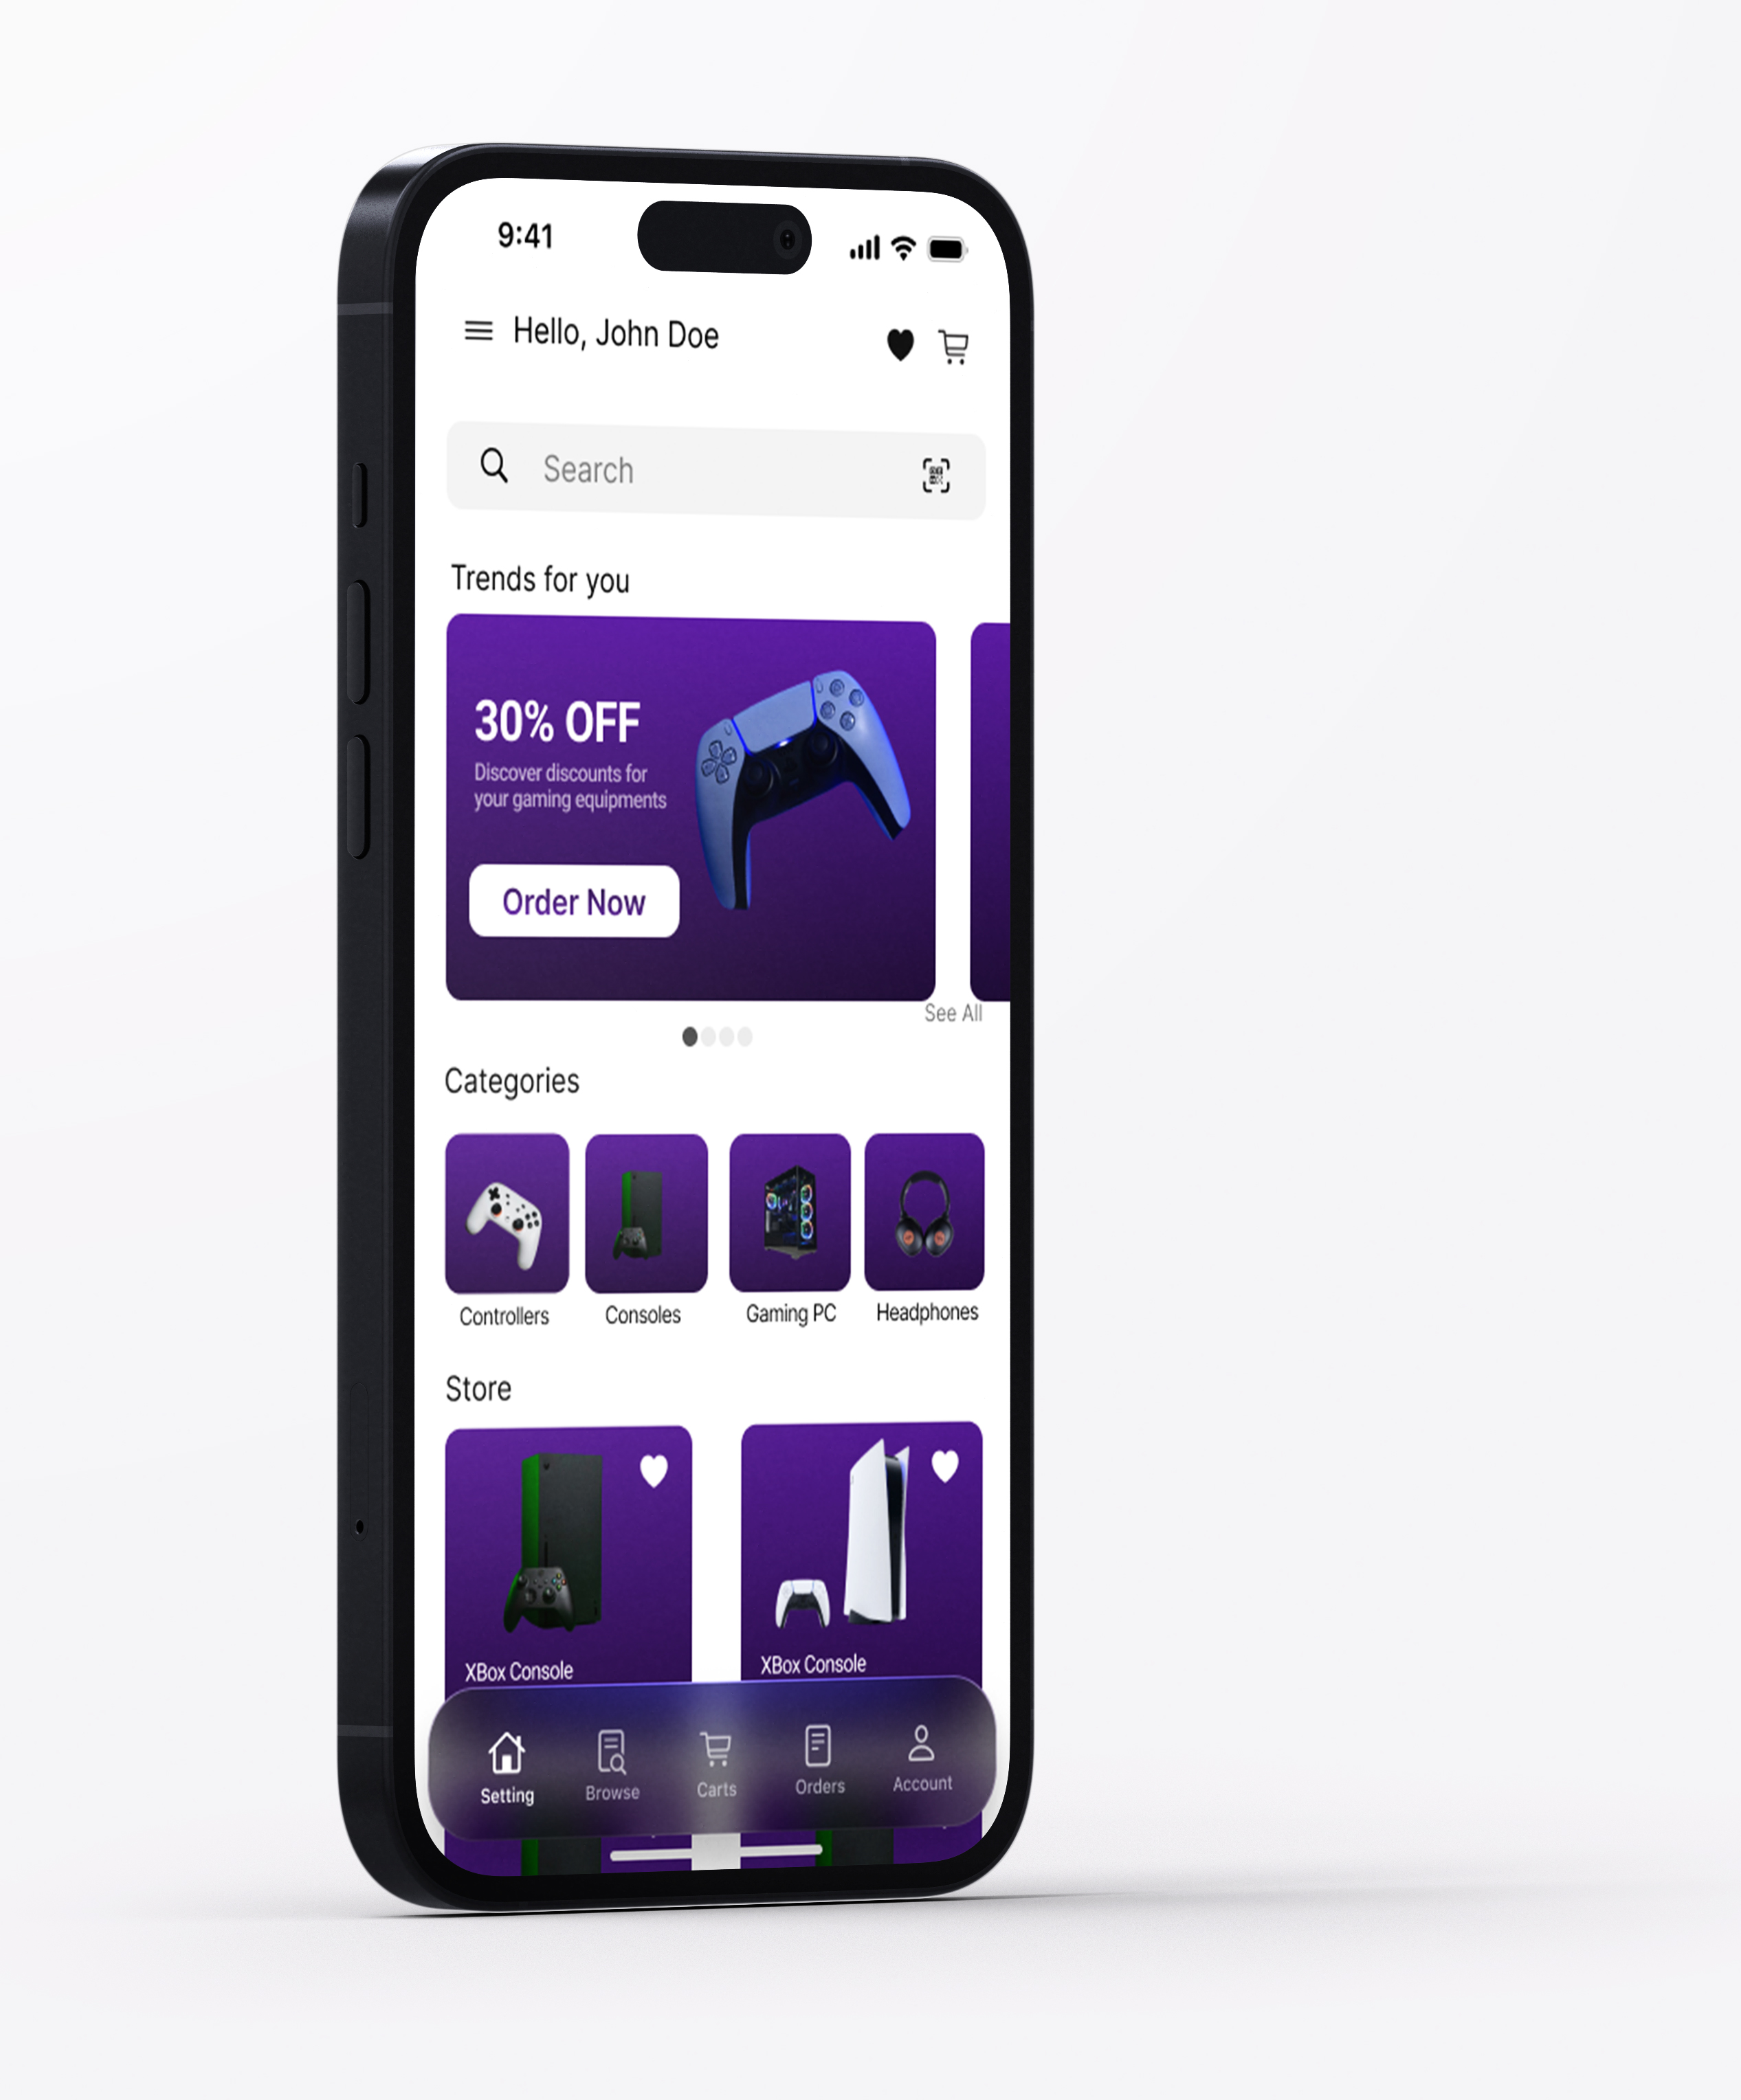 9:41
Hello, John Doe
Search
Trends for you
30% OFF
Discover discounts for
your gaming equipments
Order Now
See All
Categories
Controllers
Consoles
Gaming PC
Headphones
Store
XBox Console
XBox Console
Setting
Browse
Carts
Orders
Account